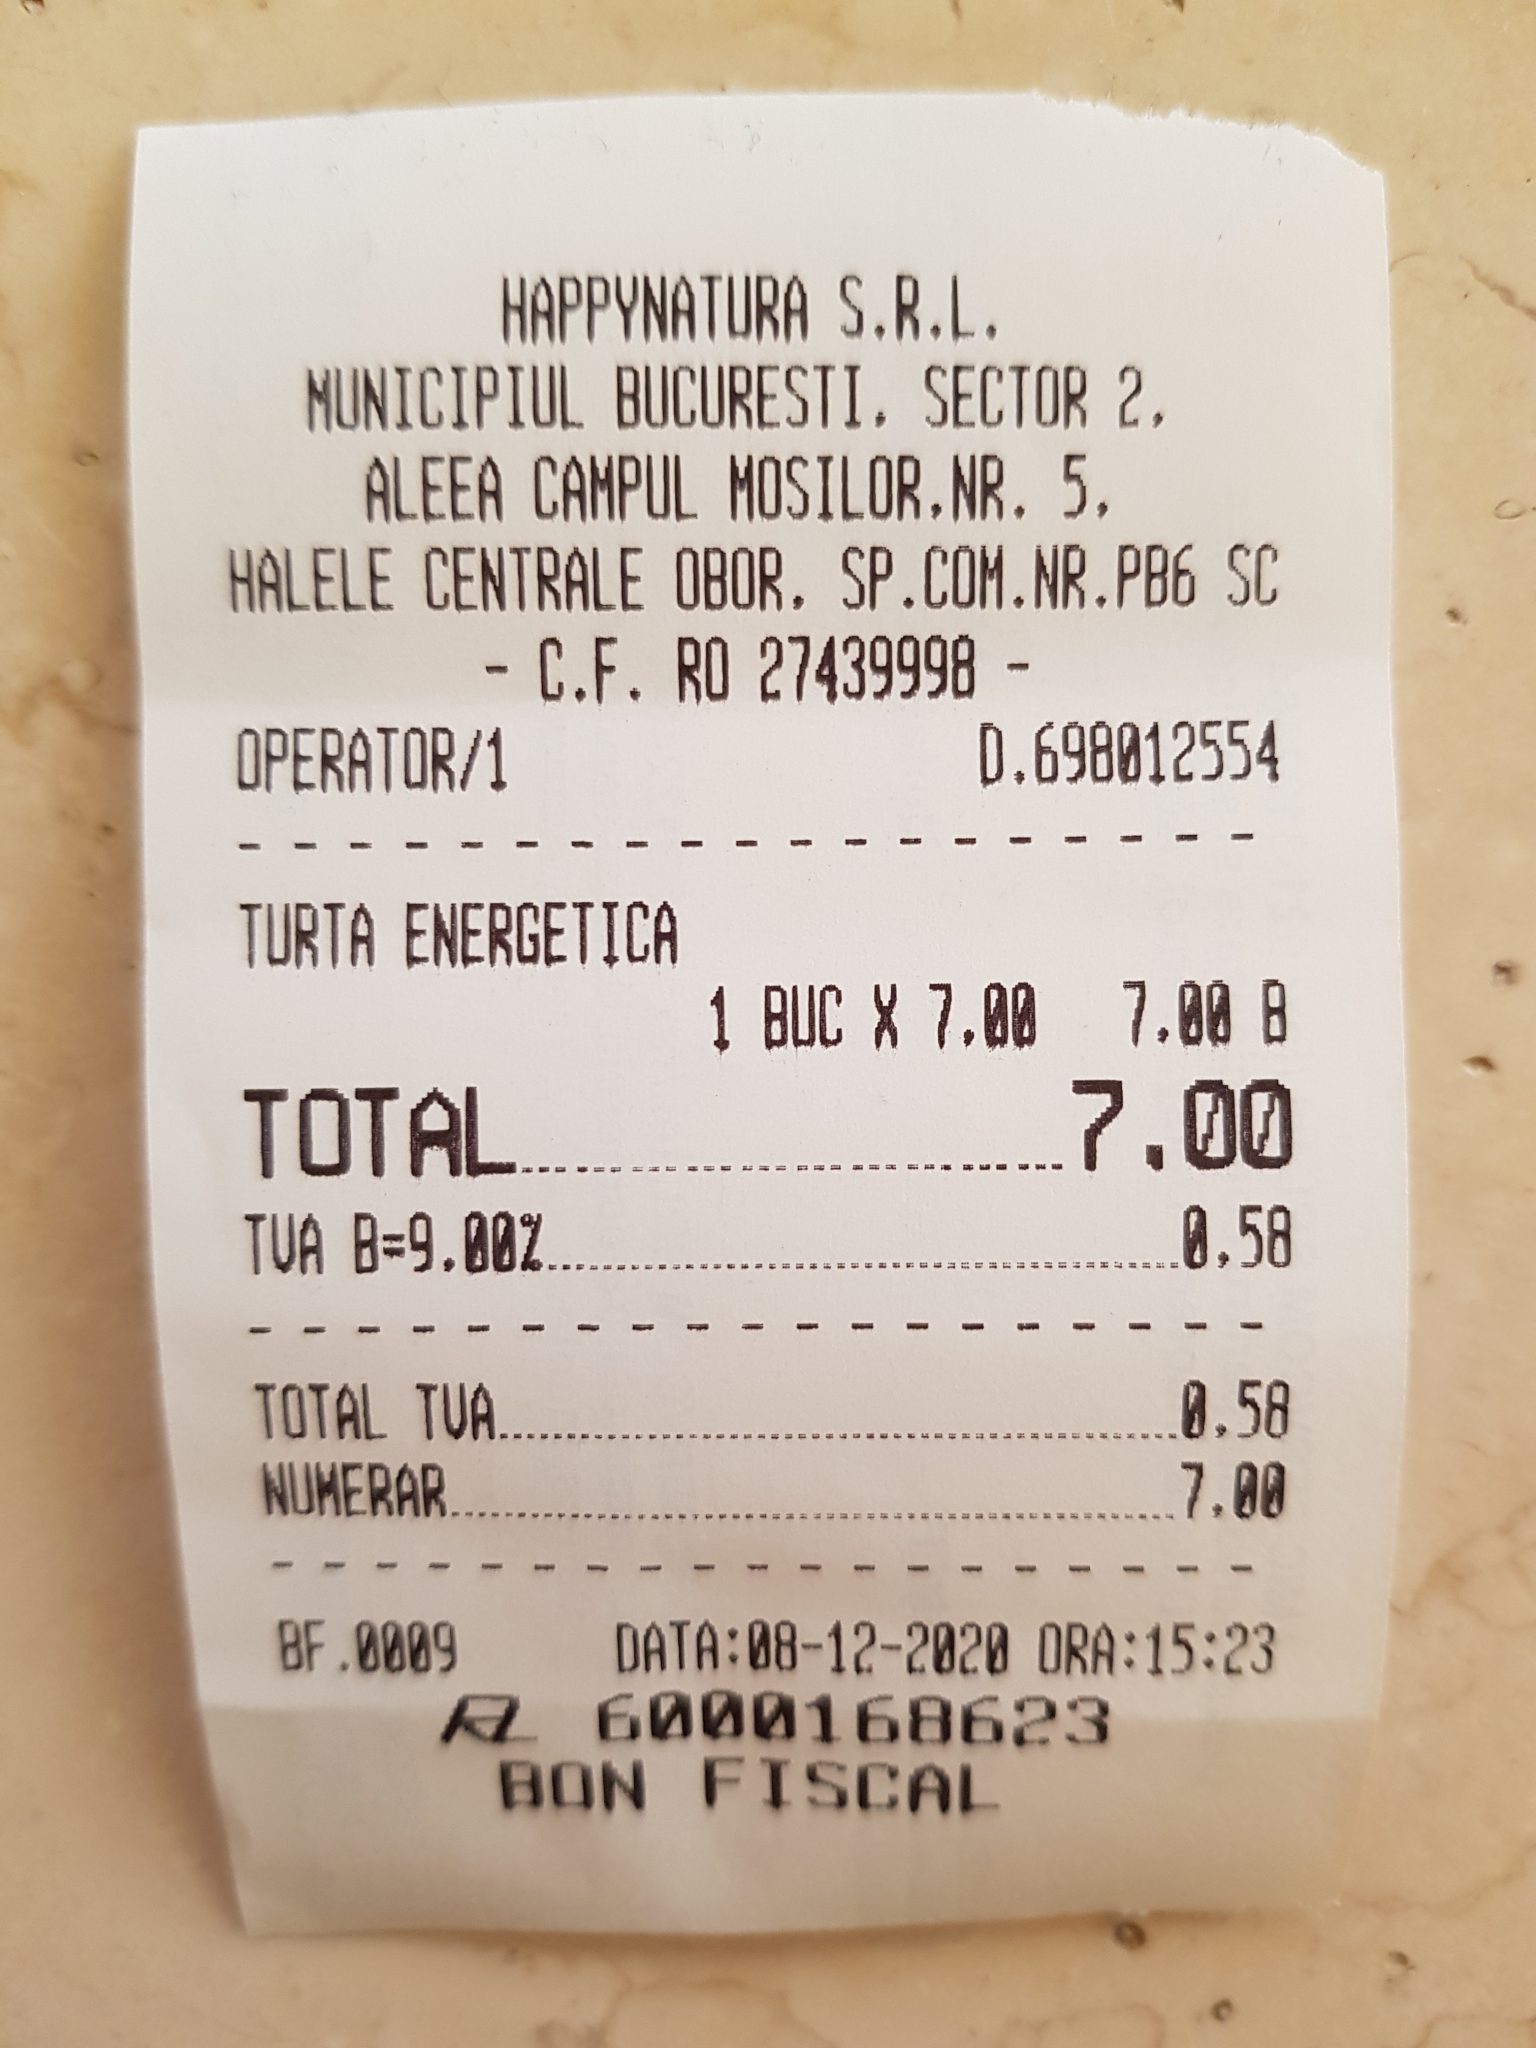 HAPPYNATURA S.R.L.
MUNICIPIUL BUCURESTI, SECTOR 2,
ALEEA CAMPUL MOSILOR,NR. 5,
HALELE CENTRALE OBOR, SP.COM.NR.PB6 SC
- C.F. RO 27439998 -
OPERATOR/1 D.698012554
- - - - - - - - - - - - - - - - - - -
TURTA ENERGETICA
1 BUC X 7.00 7.00 B
TOTAL 7.00
TVA B=9.00% 0.58
- - - - - - - - - - - - - - - - - - -
TOTAL TVA 0.58
NUMERAR 7.00
- - - - - - - - - - - - - - - - - - -
BF.0009 DATA:08-12-2020 ORA:15:23
6000168623
BON FISCAL